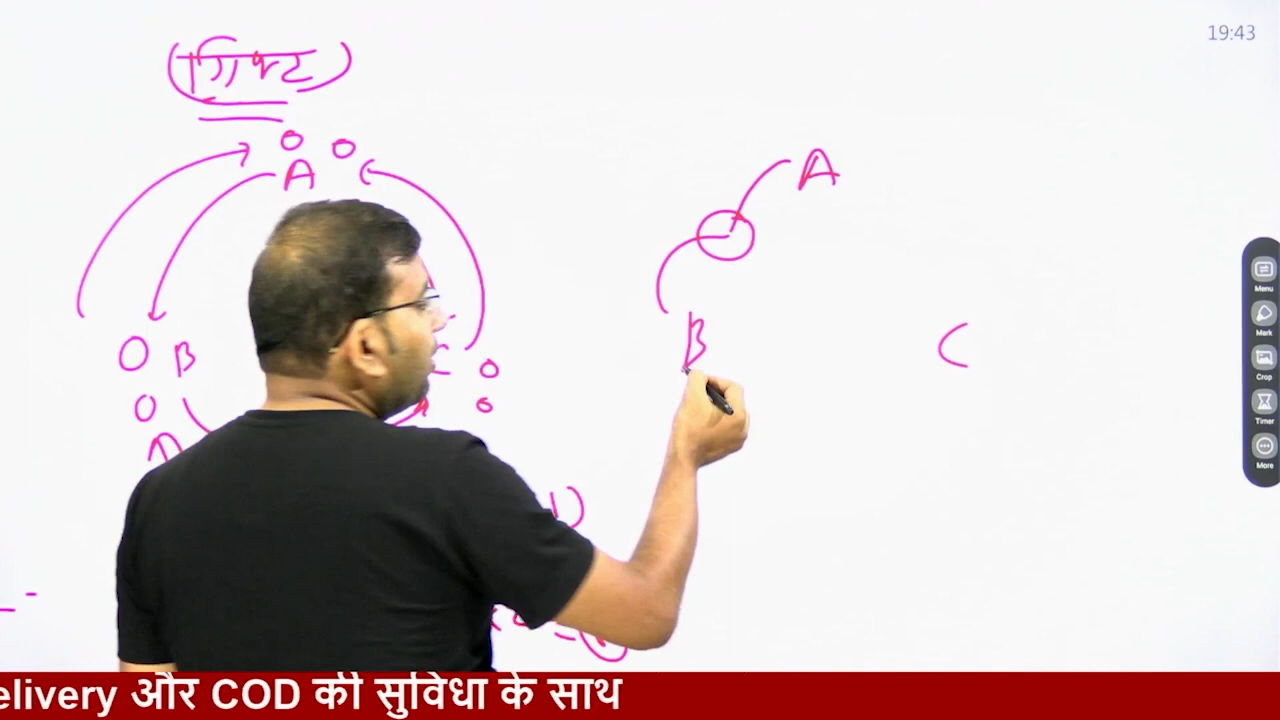 19:43
(गिफ्ट)
A
A
B
B
C
C
Menu
Mark
Crop
Timer
More
elivery और COD की सुविधा के साथ